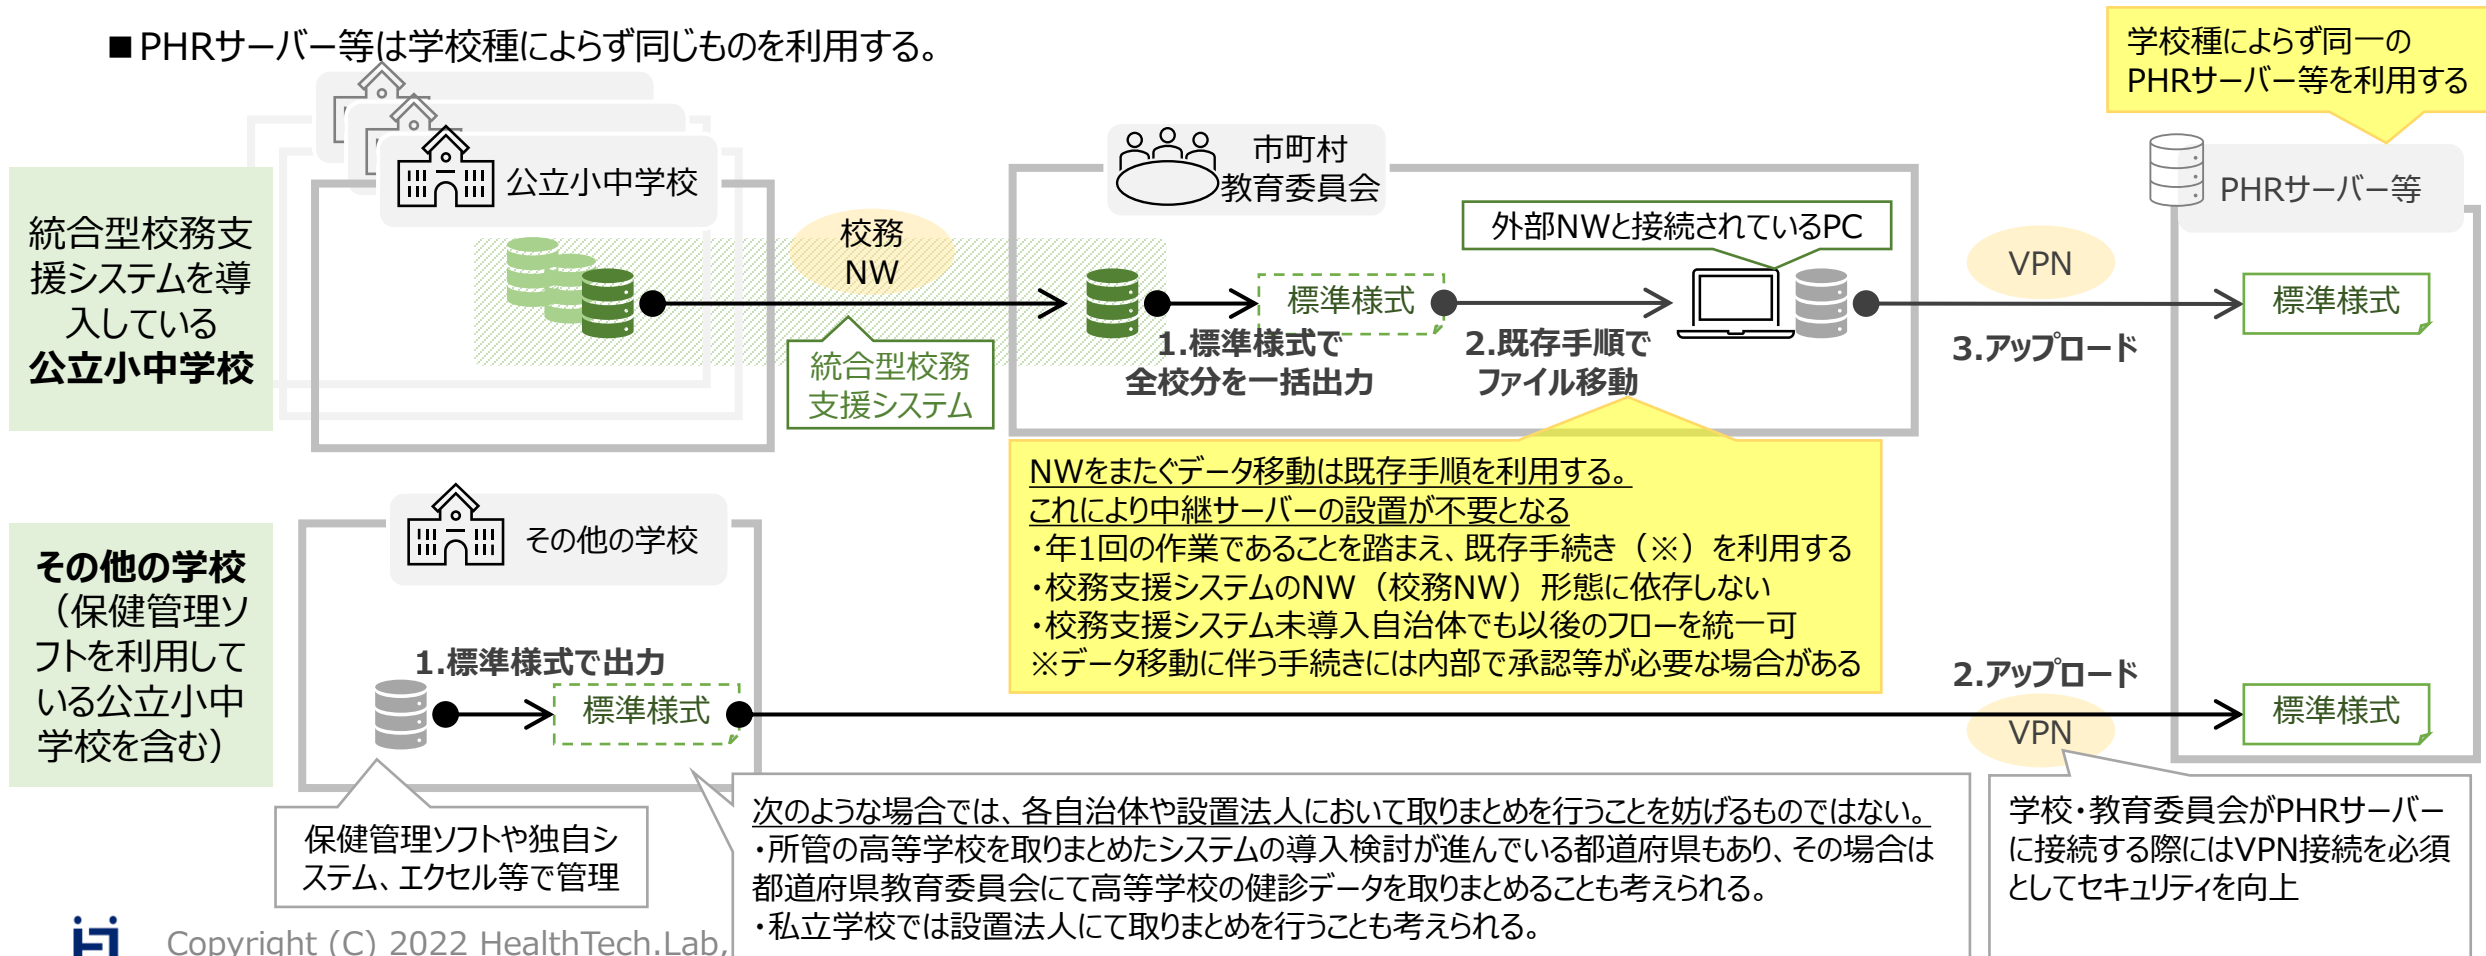 ■PHRサーバー等は学校種によらず同じものを利用する。
学校種によらず同一の
PHRサーバー等を利用する
統合型校務支
援システムを導
入している
公立小中学校
公立小中学校
校務
NW
統合型校務
支援システム
市町村
教育委員会
外部NWと接続されているPC
標準様式
1.標準様式で
全校分を一括出力
2.既存手順で
ファイル移動
VPN
3.アップロード
PHRサーバー等
標準様式
NWをまたぐデータ移動は既存手順を利用する。
これにより中継サーバーの設置が不要となる
・年1回の作業であることを踏まえ、既存手続き（※）を利用する
・校務支援システムのNW（校務NW）形態に依存しない
・校務支援システム未導入自治体でも以後のフローを統一可
※データ移動に伴う手続きには内部で承認等が必要な場合がある
その他の学校
（保健管理ソ
フトを利用して
いる公立小中
学校を含む）
その他の学校
1.標準様式で出力
標準様式
2.アップロード
VPN
標準様式
保健管理ソフトや独自シ
ステム、エクセル等で管理
次のような場合では、各自治体や設置法人において取りまとめを行うことを妨げるものではない。
・所管の高等学校を取りまとめたシステムの導入検討が進んでいる都道府県もあり、その場合は
都道府県教育委員会にて高等学校の健診データを取りまとめることも考えられる。
・私立学校では設置法人にて取りまとめを行うことも考えられる。
学校・教育委員会がPHRサーバー
に接続する際にはVPN接続を必須
としてセキュリティを向上
Copyright (C) 2022 HealthTech.Lab,